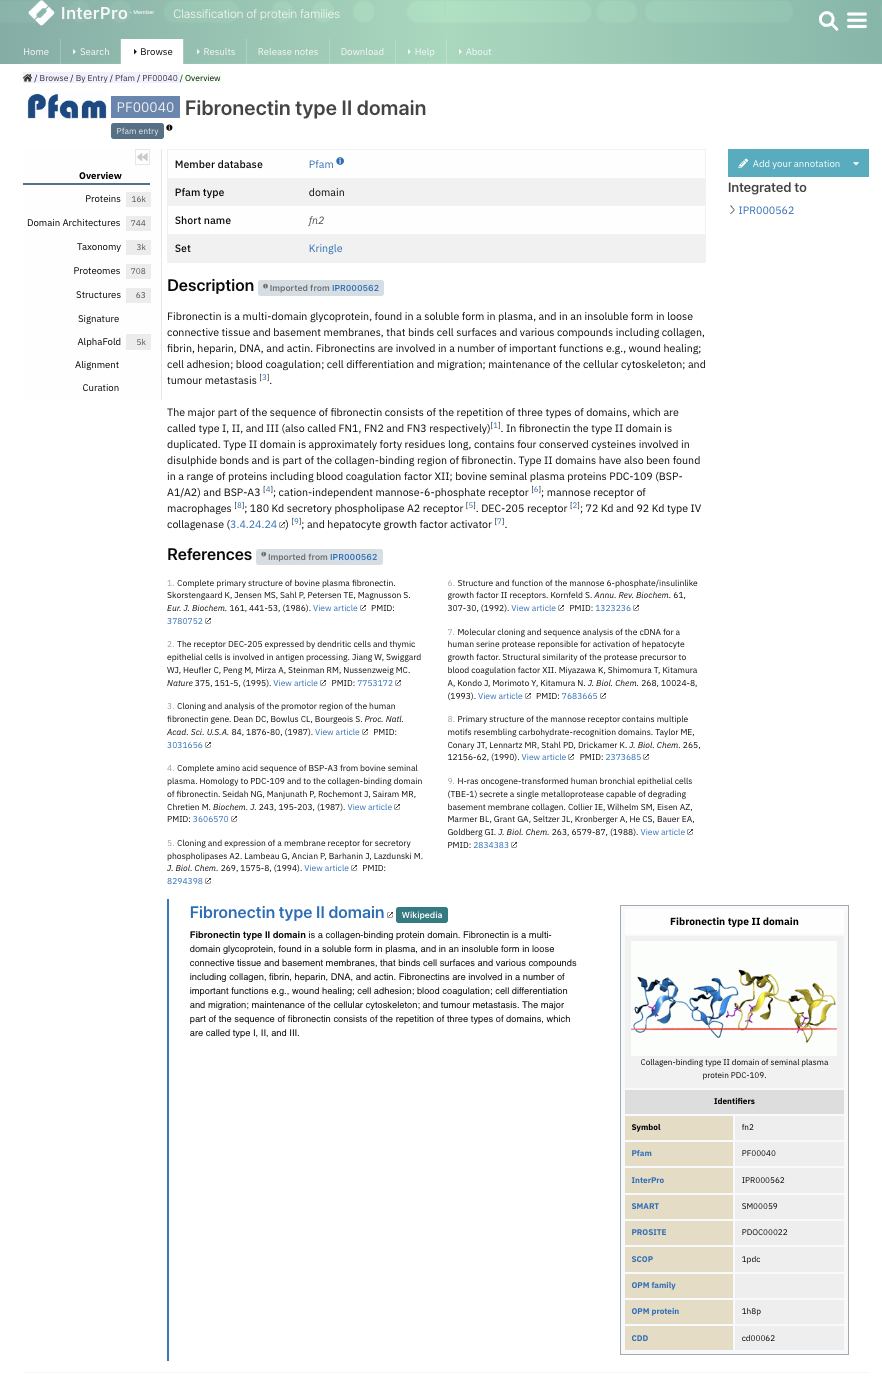 InterPro - Member Classification of protein families
Home Search Browse Results Release notes Download Help About
/ Browse / By Entry / Pfam / PF00040 / Overview
Pfam PF00040 Fibronectin type II domain
Pfam entry
Overview
Proteins 16k
Domain Architectures 744
Taxonomy 3k
Proteomes 708
Structures 63
Signature
AlphaFold 5k
Alignment
Curation
Member database Pfam
Pfam type domain
Short name fn2
Set Kringle
Add your annotation
Integrated to
IPR000562
Description Imported from IPR000562
Fibronectin is a multi-domain glycoprotein, found in a soluble form in plasma, and in an insoluble form in loose
connective tissue and basement membranes, that binds cell surfaces and various compounds including collagen,
fibrin, heparin, DNA, and actin. Fibronectins are involved in a number of important functions e.g., wound healing;
cell adhesion; blood coagulation; cell differentiation and migration; maintenance of the cellular cytoskeleton; and
tumour metastasis [3].
The major part of the sequence of fibronectin consists of the repetition of three types of domains, which are
called type I, II, and III (also called FN1, FN2 and FN3 respectively)[1]. In fibronectin the type II domain is
duplicated. Type II domain is approximately forty residues long, contains four conserved cysteines involved in
disulphide bonds and is part of the collagen-binding region of fibronectin. Type II domains have also been found
in a range of proteins including blood coagulation factor XII; bovine seminal plasma proteins PDC-109 (BSP-
A1/A2) and BSP-A3 [4]; cation-independent mannose-6-phosphate receptor [6]; mannose receptor of
macrophages [8]; 180 Kd secretory phospholipase A2 receptor [5]. DEC-205 receptor [2]; 72 Kd and 92 Kd type IV
collagenase (3.4.24.24) [9]; and hepatocyte growth factor activator [7].
References Imported from IPR000562
1. Complete primary structure of bovine plasma fibronectin.
Skorstengaard K, Jensen MS, Sahl P, Petersen TE, Magnusson S.
Eur. J. Biochem. 161, 441-53, (1986). View article PMID:
3780752
2. The receptor DEC-205 expressed by dendritic cells and thymic
epithelial cells is involved in antigen processing. Jiang W, Swiggard
WJ, Heufler C, Peng M, Mirza A, Steinman RM, Nussenzweig MC.
Nature 375, 151-5, (1995). View article PMID: 7753172
3. Cloning and analysis of the promotor region of the human
fibronectin gene. Dean DC, Bowlus CL, Bourgeois S. Proc. Natl.
Acad. Sci. U.S.A. 84, 1876-80, (1987). View article PMID:
3031656
4. Complete amino acid sequence of BSP-A3 from bovine seminal
plasma. Homology to PDC-109 and to the collagen-binding domain
of fibronectin. Seidah NG, Manjunath P, Rochemont J, Sairam MR,
Chretien M. Biochem. J. 243, 195-203, (1987). View article
PMID: 3606570
5. Cloning and expression of a membrane receptor for secretory
phospholipases A2. Lambeau G, Ancian P, Barhanin J, Lazdunski M.
J. Biol. Chem. 269, 1575-8, (1994). View article PMID:
8294398
6. Structure and function of the mannose 6-phosphate/insulinlike
growth factor II receptors. Kornfeld S. Annu. Rev. Biochem. 61,
307-30, (1992). View article PMID: 1323236
7. Molecular cloning and sequence analysis of the cDNA for a
human serine protease reponsible for activation of hepatocyte
growth factor. Structural similarity of the protease precursor to
blood coagulation factor XII. Miyazawa K, Shimomura T, Kitamura
A, Kondo J, Morimoto Y, Kitamura N. J. Biol. Chem. 268, 10024-8,
(1993). View article PMID: 7683665
8. Primary structure of the mannose receptor contains multiple
motifs resembling carbohydrate-recognition domains. Taylor ME,
Conary JT, Lennartz MR, Stahl PD, Drickamer K. J. Biol. Chem. 265,
12156-62, (1990). View article PMID: 2373685
9. H-ras oncogene-transformed human bronchial epithelial cells
(TBE-1) secrete a single metalloprotease capable of degrading
basement membrane collagen. Collier IE, Wilhelm SM, Eisen AZ,
Marmer BL, Grant GA, Seltzer JL, Kronberger A, He CS, Bauer EA,
Goldberg GI. J. Biol. Chem. 263, 6579-87, (1988). View article
PMID: 2834383
Fibronectin type II domain Wikipedia
Fibronectin type II domain is a collagen-binding protein domain. Fibronectin is a multi-
domain glycoprotein, found in a soluble form in plasma, and in an insoluble form in loose
connective tissue and basement membranes, that binds cell surfaces and various compounds
including collagen, fibrin, heparin, DNA, and actin. Fibronectins are involved in a number of
important functions e.g., wound healing; cell adhesion; blood coagulation; cell differentiation
and migration; maintenance of the cellular cytoskeleton; and tumour metastasis. The major
part of the sequence of fibronectin consists of the repetition of three types of domains, which
are called type I, II, and III.
Fibronectin type II domain
Collagen-binding type II domain of seminal plasma
protein PDC-109.
Identifiers
Symbol fn2
Pfam PF00040
InterPro IPR000562
SMART SM00059
PROSITE PDOC00022
SCOP 1pdc
OPM family
OPM protein 1h8p
CDD cd00062